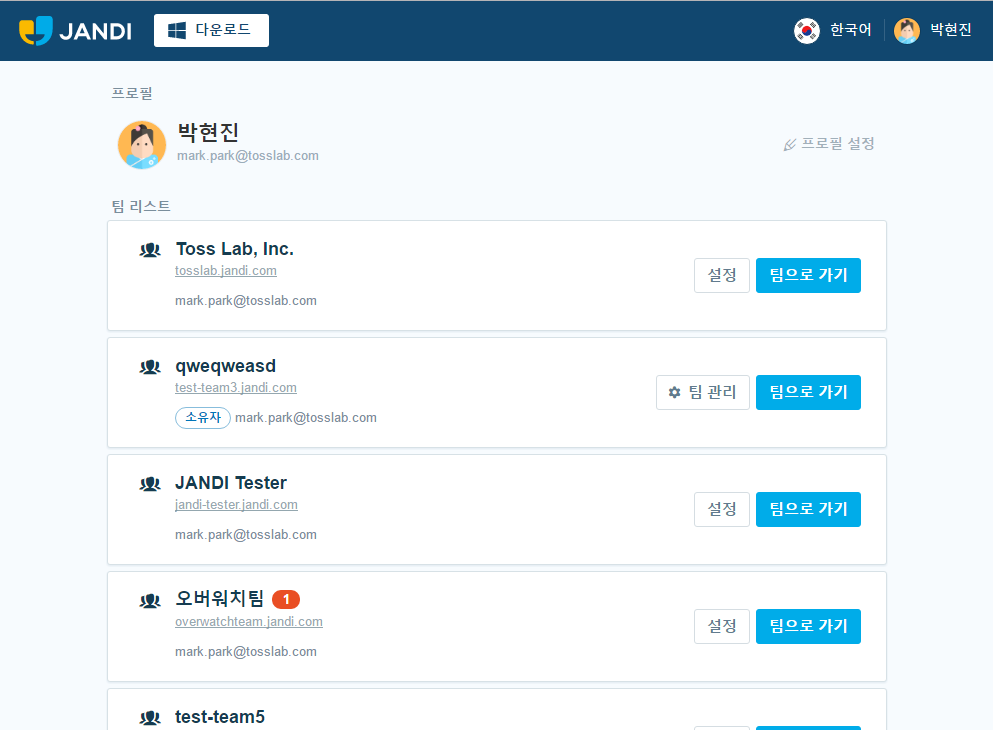 JANDI 다운로드 한국어 박현진
프로필
박현진
mark.park@tosslab.com
프로필 설정
팀 리스트
Toss Lab, Inc.
tosslab.jandi.com
mark.park@tosslab.com
설정 팀으로 가기
qweqweasd
test-team3.jandi.com
소유자 mark.park@tosslab.com
팀 관리 팀으로 가기
JANDI Tester
jandi-tester.jandi.com
mark.park@tosslab.com
설정 팀으로 가기
오버워치팀 1
overwatchteam.jandi.com
mark.park@tosslab.com
설정 팀으로 가기
test-team5